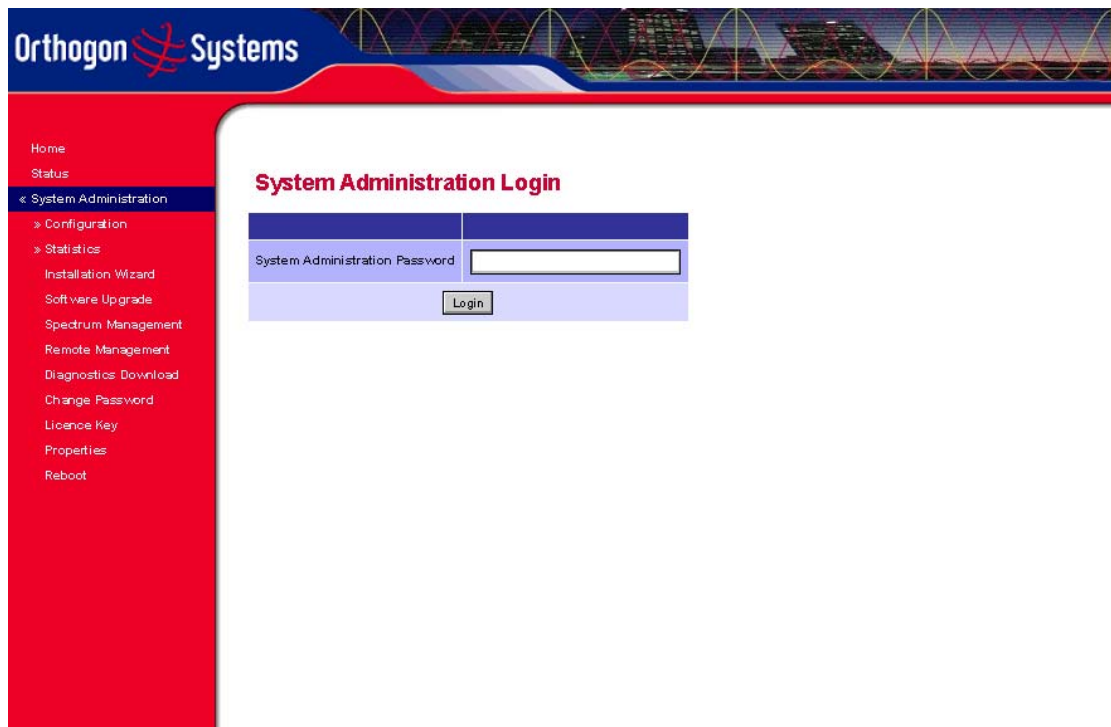 Orthogon Systems
Home
Status
« System Administration
» Configuration
» Statistics
Installation Wizard
Software Upgrade
Spectrum Management
Remote Management
Diagnostics Download
Change Password
Licence Key
Properties
Reboot
System Administration Login
System Administration Password
Login